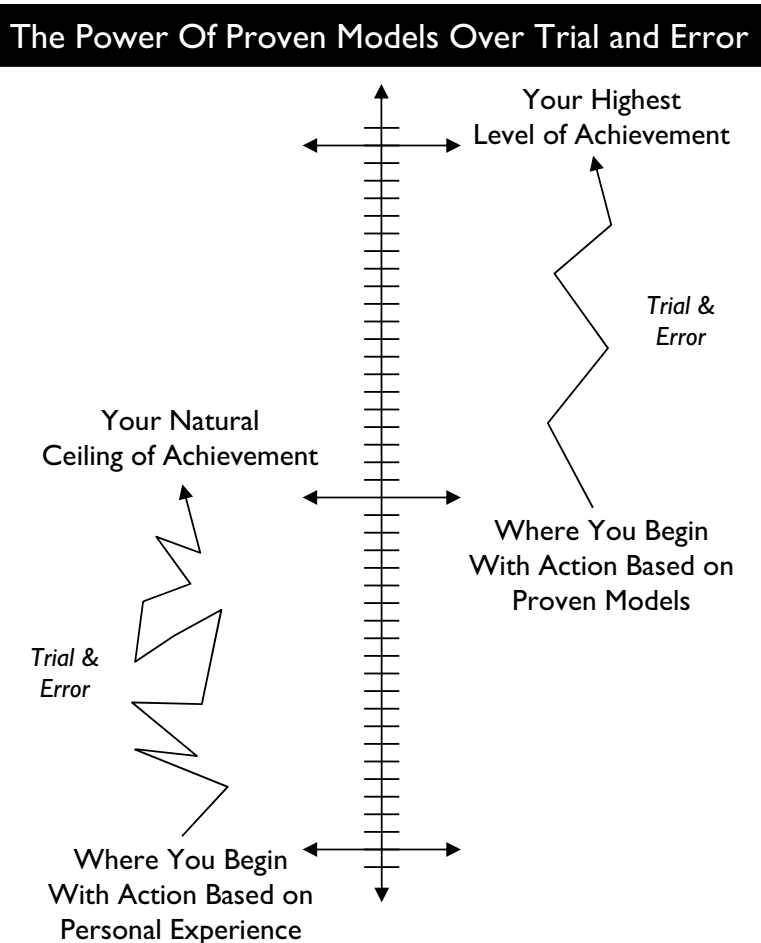 The Power Of Proven Models Over Trial and Error
Your Highest
Level of Achievement
Trial &
Error
Your Natural
Ceiling of Achievement
Where You Begin
With Action Based on
Proven Models
Trial &
Error
Where You Begin
With Action Based on
Personal Experience